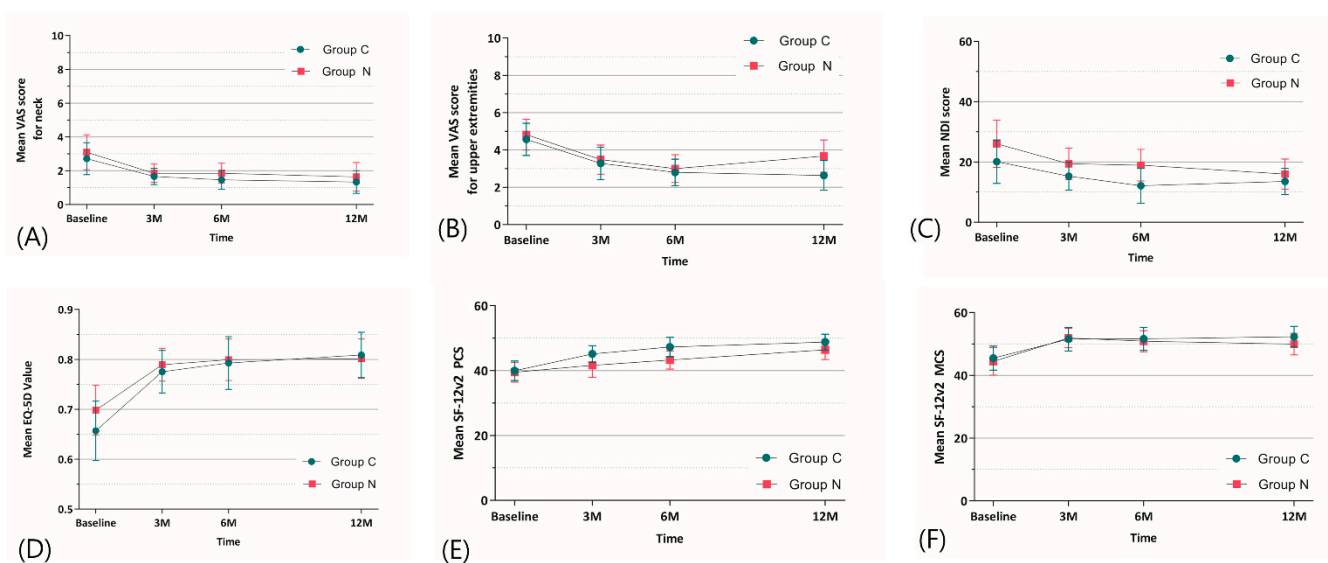 Mean VAS score
for neck
10
8
6
4
2
0
Baseline
3M
6M
12M
Time
Group C
Group N
(A)
Mean VAS score
for upper extremities
10
8
6
4
2
0
Baseline
3M
6M
12M
Time
Group C
Group N
(B)
Mean NDI score
60
40
20
0
Baseline
3M
6M
12M
Time
Group C
Group N
(C)
Mean EQ-5D Value
0.9
0.8
0.7
0.6
0.5
Baseline
3M
6M
12M
Time
Group C
Group N
(D)
Mean SF-12v2 PCS
60
40
20
0
Baseline
3M
6M
12M
Time
Group C
Group N
(E)
Mean SF-12v2 MCS
60
40
20
0
Baseline
3M
6M
12M
Time
Group C
Group N
(F)